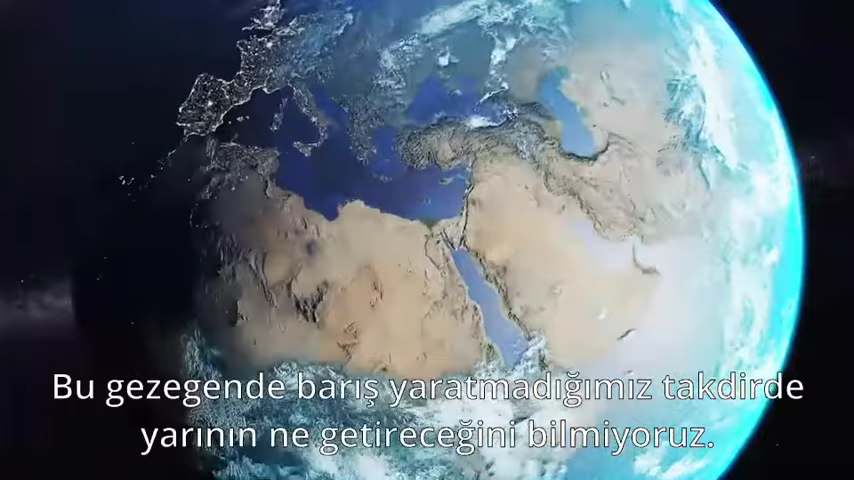 Bu gezegende barış yaratmadığımız takdirde
yarının ne getireceğini bilmiyoruz.